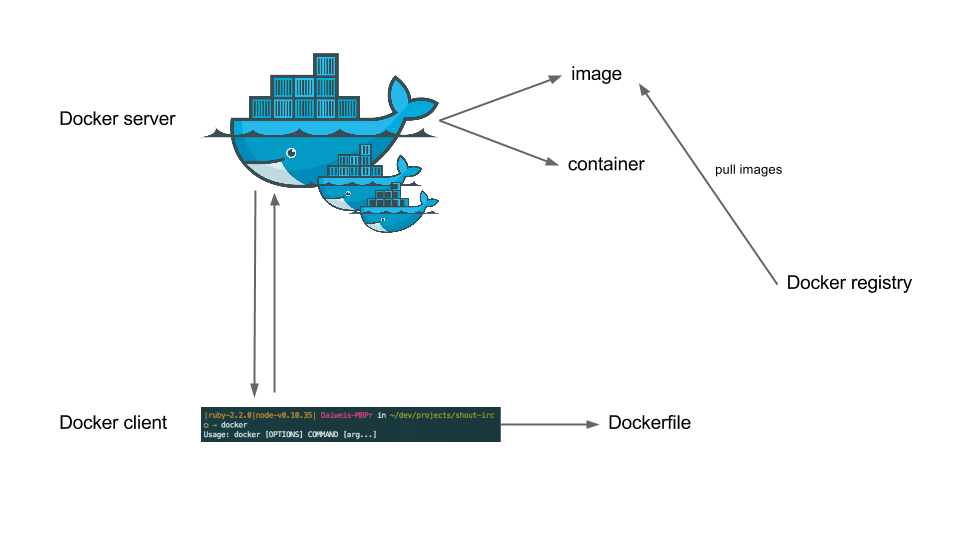 image
Docker server
container
pull images
Docker registry
Docker client
|ruby-2.2.0|node-v0.10.35| Daiweis-MBPr in ~/dev/projects/shout-irc
○ → docker
Usage: docker [OPTIONS] COMMAND [arg...]
Dockerfile